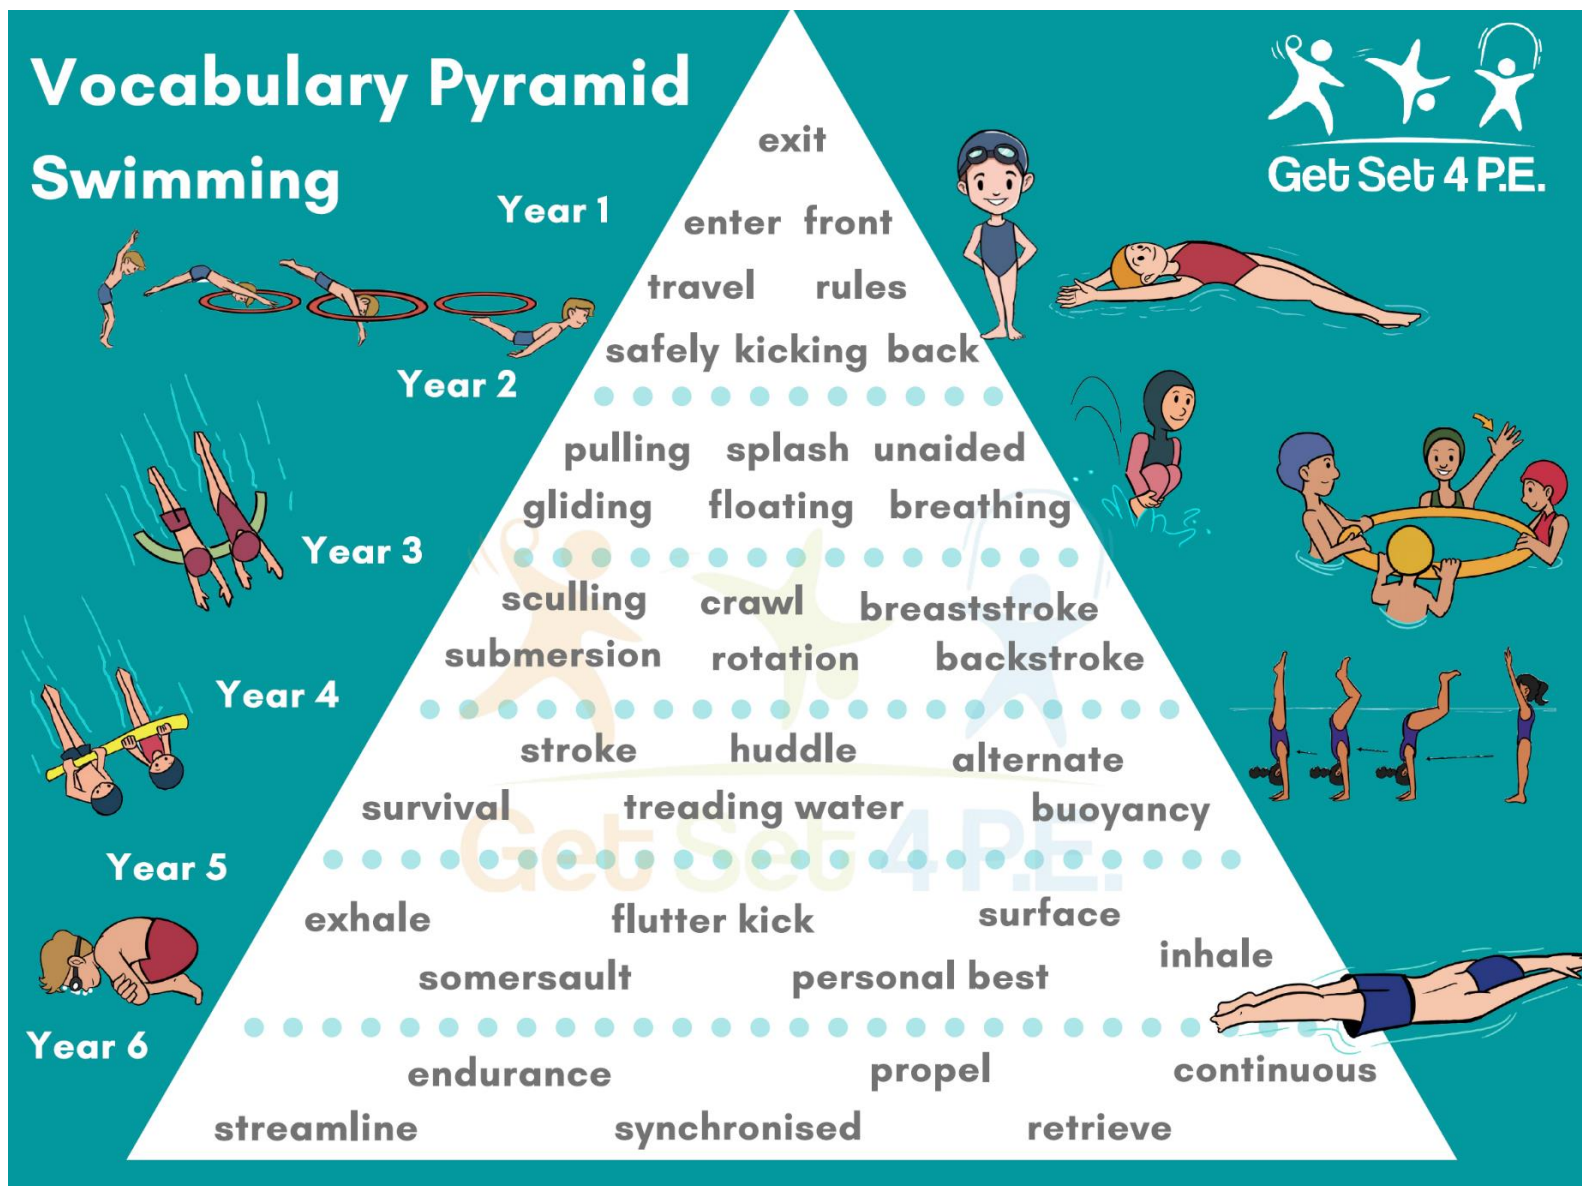 Vocabulary Pyramid
Swimming
Get Set 4 P.E.
exit
Year 1
enter front
travel rules
safely kicking back
Year 2
pulling splash unaided
gliding floating breathing
Year 3
sculling crawl breaststroke
submersion rotation backstroke
Year 4
stroke huddle alternate
survival treading water buoyancy
Get Set 4 P.E.
Year 5
exhale flutter kick surface
inhale
somersault personal best
Year 6
endurance propel continuous
streamline synchronised retrieve